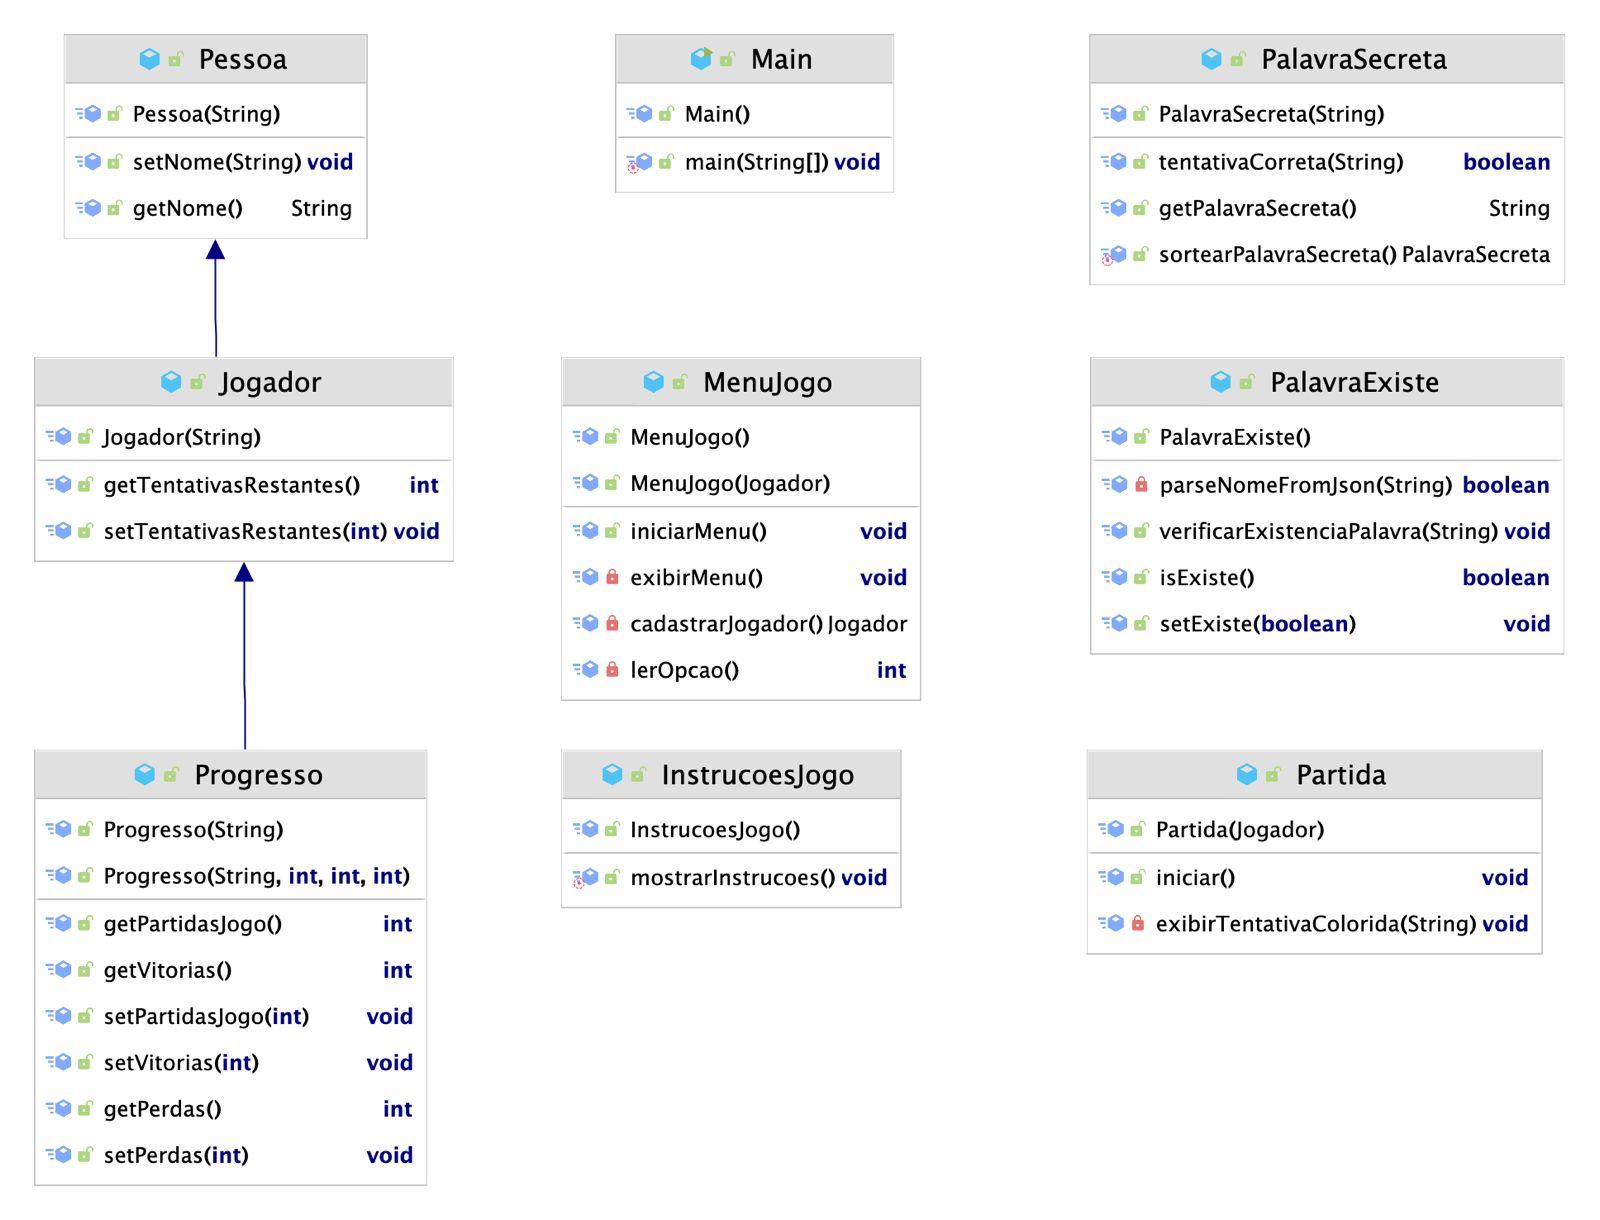 Pessoa
Pessoa(String)
setNome(String) void
getNome() String
Main
Main()
main(String[]) void
PalavraSecreta
PalavraSecreta(String)
tentativaCorreta(String) boolean
getPalavraSecreta() String
sortearPalavraSecreta() PalavraSecreta
Jogador
Jogador(String)
getTentativasRestantes() int
setTentativasRestantes(int) void
MenuJogo
MenuJogo()
MenuJogo(Jogador)
iniciarMenu() void
exibirMenu() void
cadastrarJogador() Jogador
lerOpcao() int
PalavraExiste
PalavraExiste()
parseNomeFromJson(String) boolean
verificarExistenciaPalavra(String) void
isExiste() boolean
setExiste(boolean) void
Progresso
Progresso(String)
Progresso(String, int, int, int)
getPartidasJogo() int
getVitorias() int
setPartidasJogo(int) void
setVitorias(int) void
getPerdas() int
setPerdas(int) void
InstrucoesJogo
InstrucoesJogo()
mostrarInstrucoes() void
Partida
Partida(Jogador)
iniciar() void
exibirTentativaColorida(String) void